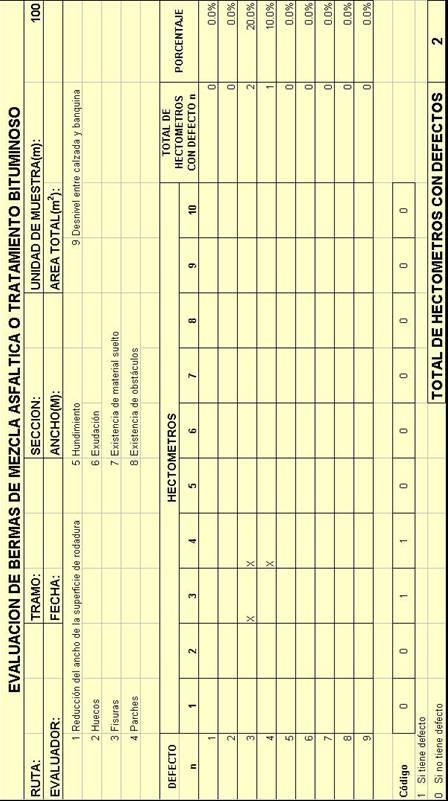 EVALUACION DE BERMAS DE MEZCLA ASFALTICA O TRATAMIENTO BITUMINOSO
RUTA: TRAMO: SECCION: UNIDAD DE MUESTRA(m): 100
EVALUADOR: FECHA: ANCHO(M): AREA TOTAL(m²):
1 Reducción del ancho de la superficie de rodadura 5 Hundimiento 9 Desnivel entre calzada y banquina
2 Huecos 6 Exudación
3 Fisuras 7 Existencia de material suelto
4 Parches 8 Existencia de obstáculos
DEFECTO HECTOMETROS TOTAL DE HECTOMETROS CON DEFECTO n PORCENTAJE
n 1 2 3 4 5 6 7 8 9 10
1 0 0.0%
2 0 0.0%
3 X X 2 20.0%
4 X 1 10.0%
5 0 0.0%
6 0 0.0%
7 0 0.0%
8 0 0.0%
9 0 0.0%
Código 0 0 1 1 0 0 0 0 0 0
1 Si tiene defecto
0 Si no tiene defecto TOTAL DE HECTOMETROS CON DEFECTOS 2